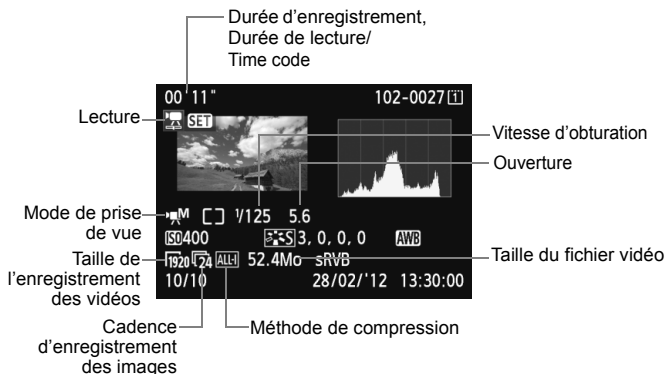 Durée d'enregistrement,
Durée de lecture/
Time code
00'11"
102-0027 1
Lecture
SET
Vitesse d'obturation
Ouverture
Mode de prise
de vue
M
1/125
5.6
ISO 400
S 3, 0, 0, 0
AWB
Taille de
l'enregistrement
des vidéos
1920
24
ALL-I
52.4Mo
sRVB
Taille du fichier vidéo
10/10
28/02/'12
13:30:00
Cadence
d'enregistrement
des images
Méthode de compression